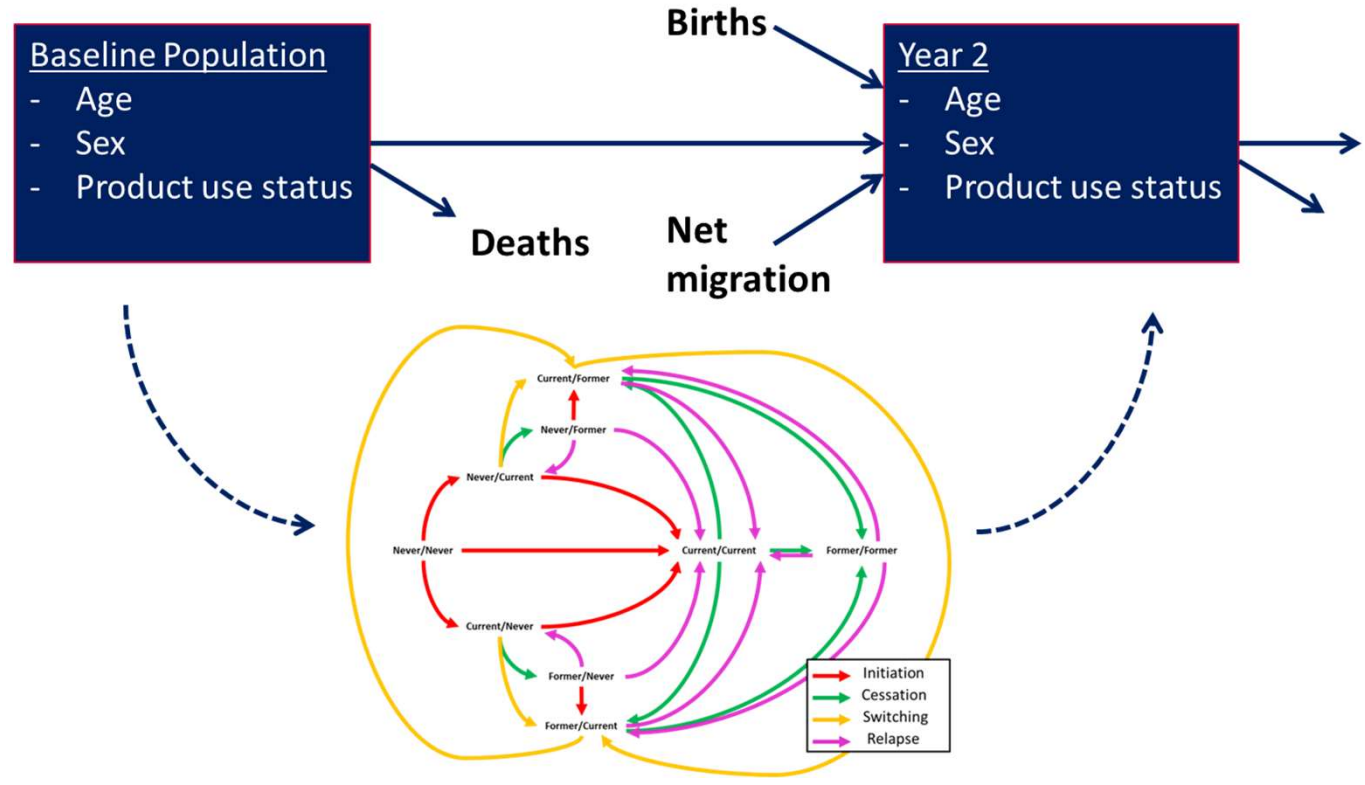 Baseline Population
- Age
- Sex
- Product use status
Deaths
Births
Net
migration
Year 2
- Age
- Sex
- Product use status
Current/Former
Never/Former
Never/Current
Never/Never
Current/Current
Former/Former
Current/Never
Former/Never
Former/Current
Initiation
Cessation
Switching
Relapse